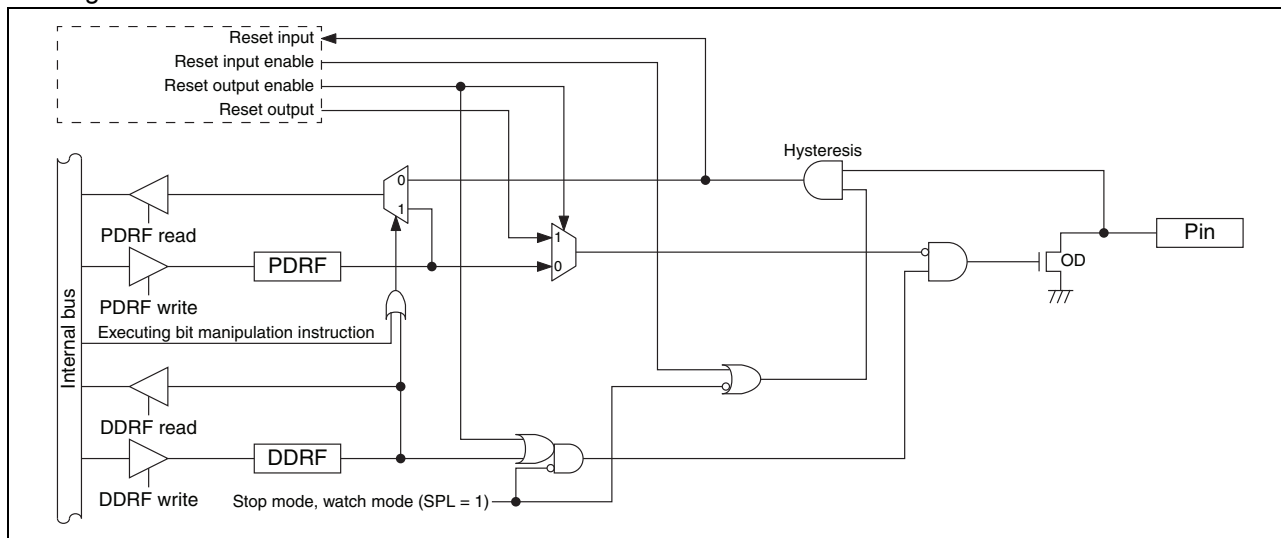 Reset input
Reset input enable
Reset output enable
Reset output
Hysteresis
0
1
PDRF read
1
0
Pin
OD
PDRF
PDRF write
Executing bit manipulation instruction
Internal bus
DDRF read
DDRF
DDRF write
Stop mode, watch mode (SPL = 1)